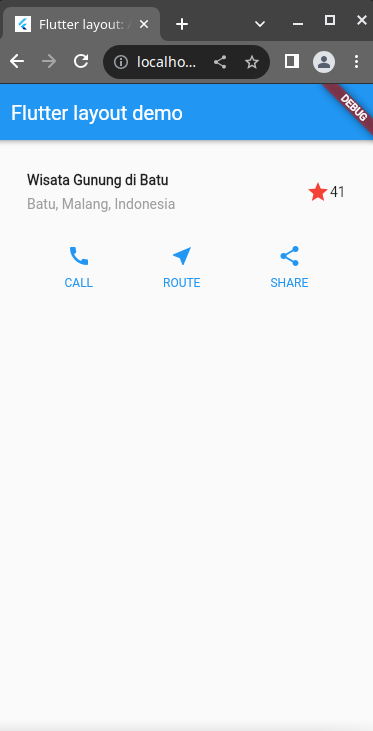 Flutter layout:
localho...
Flutter layout demo
DEBUG
Wisata Gunung di Batu
Batu, Malang, Indonesia
41
CALL ROUTE SHARE